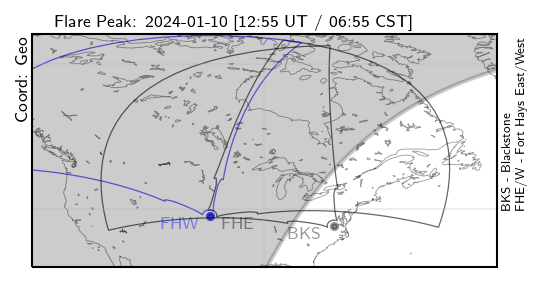 Flare Peak: 2024-01-10 [12:55 UT / 06:55 CST]
Coord: Geo
FHW
FHE
BKS
BKS - Blackstone
FHE/W - Fort Hays East/West